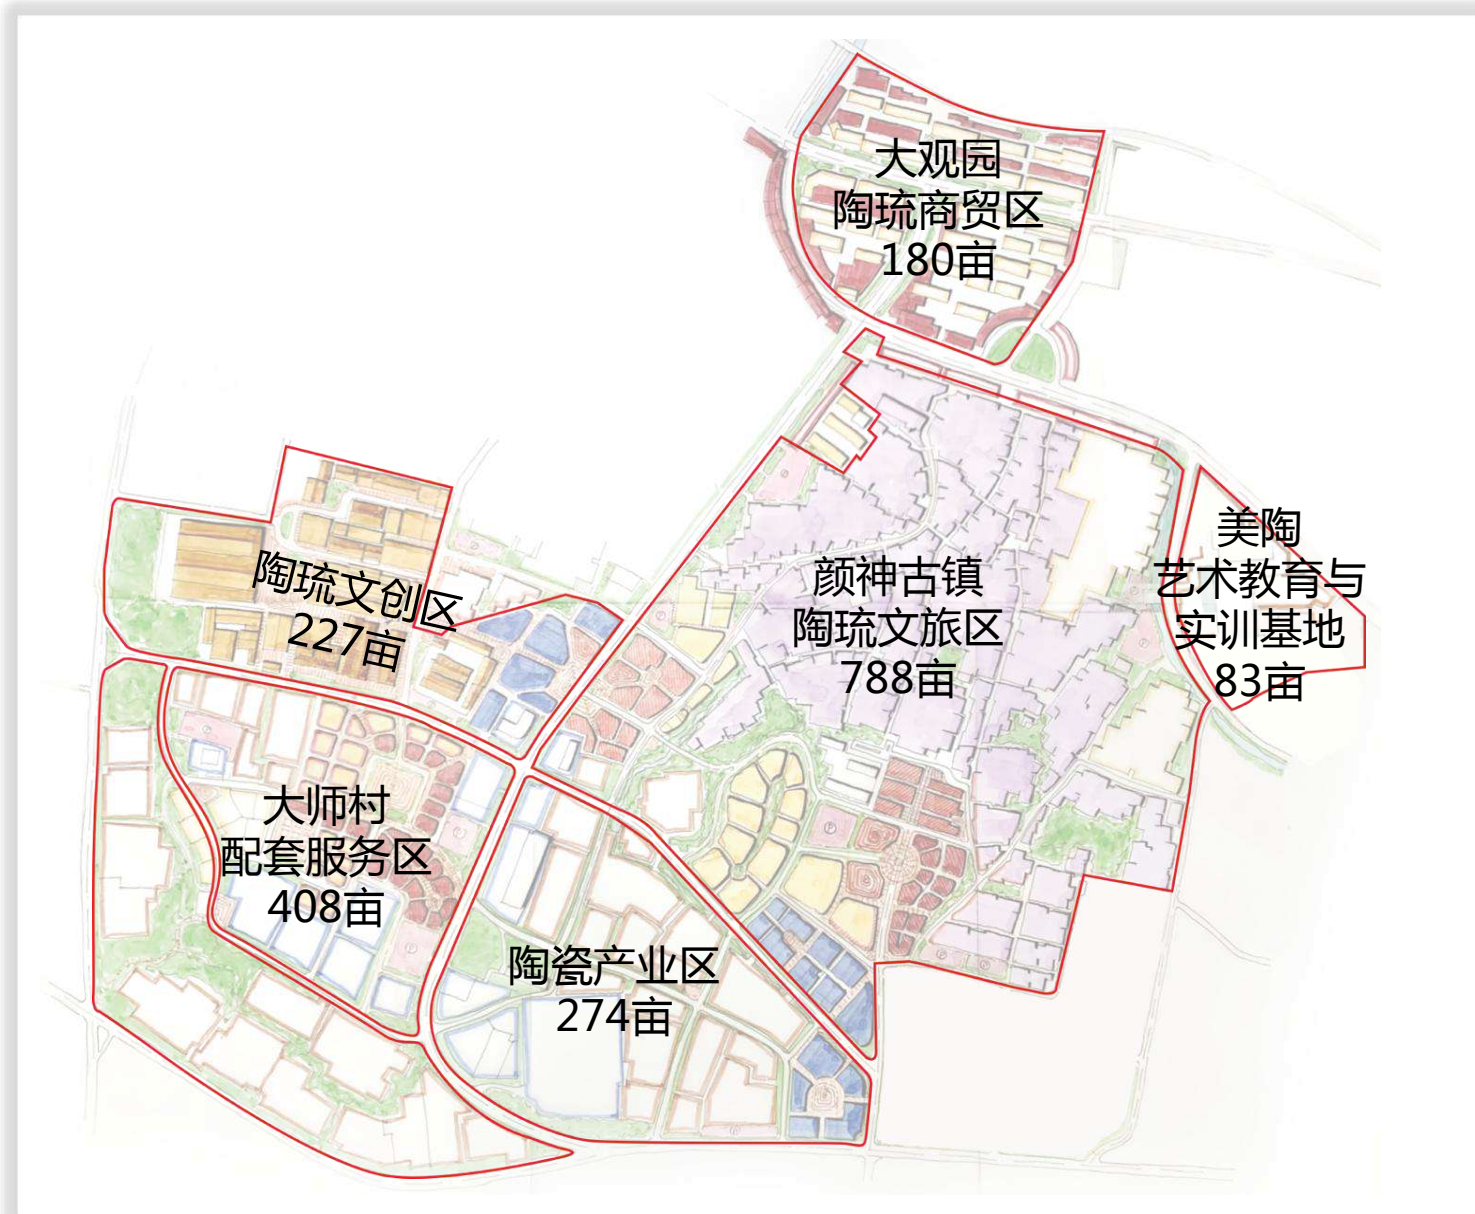 大观园
陶琉商贸区
180亩
美陶
艺术教育与
实训基地
83亩
颜神古镇
陶琉文旅区
788亩
陶琉文创区
227亩
大师村
配套服务区
408亩
陶瓷产业区
274亩